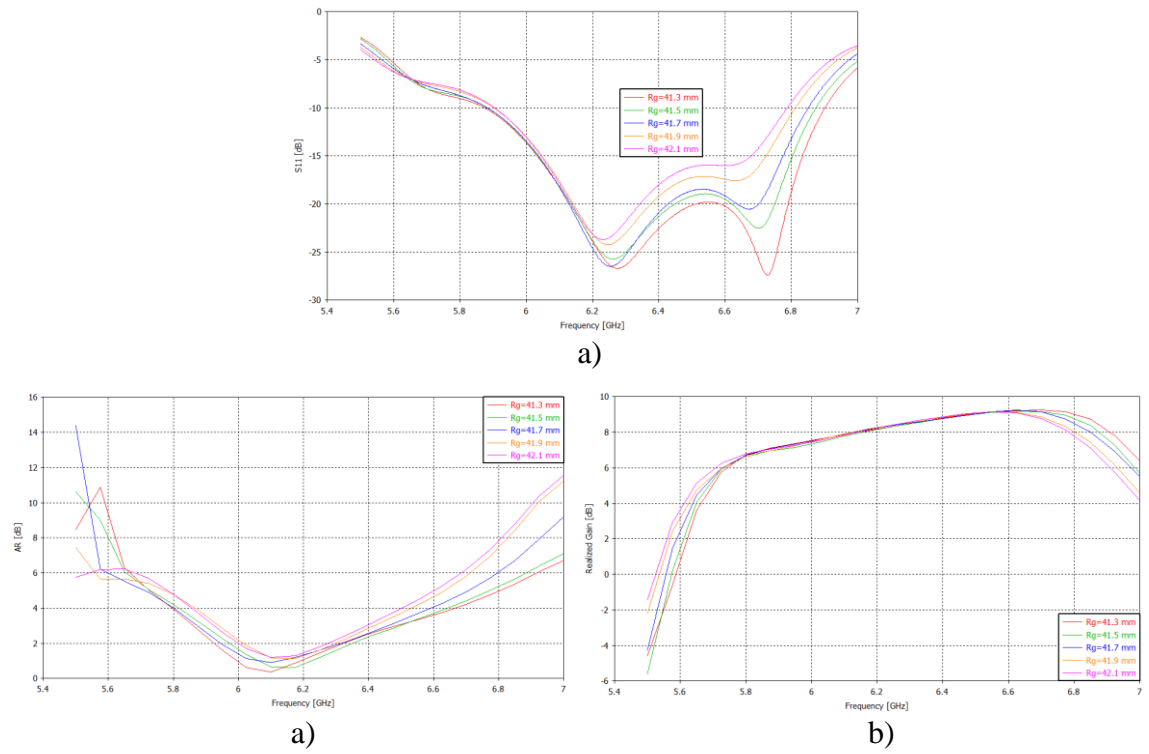 0
-5
-10
-15
-20
-25
-30
S11 [dB]
Rg=41.3 mm
Rg=41.5 mm
Rg=41.7 mm
Rg=41.9 mm
Rg=42.1 mm
5.4 5.6 5.8 6 6.2 6.4 6.6 6.8 7
Frequency [GHz]
a)
16
14
12
10
8
6
4
2
0
AR [dB]
Rg=41.3 mm
Rg=41.5 mm
Rg=41.7 mm
Rg=41.9 mm
Rg=42.1 mm
5.4 5.6 5.8 6 6.2 6.4 6.6 6.8 7
Frequency [GHz]
a)
10
8
6
4
2
0
-2
-4
-6
Realized Gain [dB]
Rg=41.3 mm
Rg=41.5 mm
Rg=41.7 mm
Rg=41.9 mm
Rg=42.1 mm
5.4 5.6 5.8 6 6.2 6.4 6.6 6.8 7
Frequency [GHz]
b)